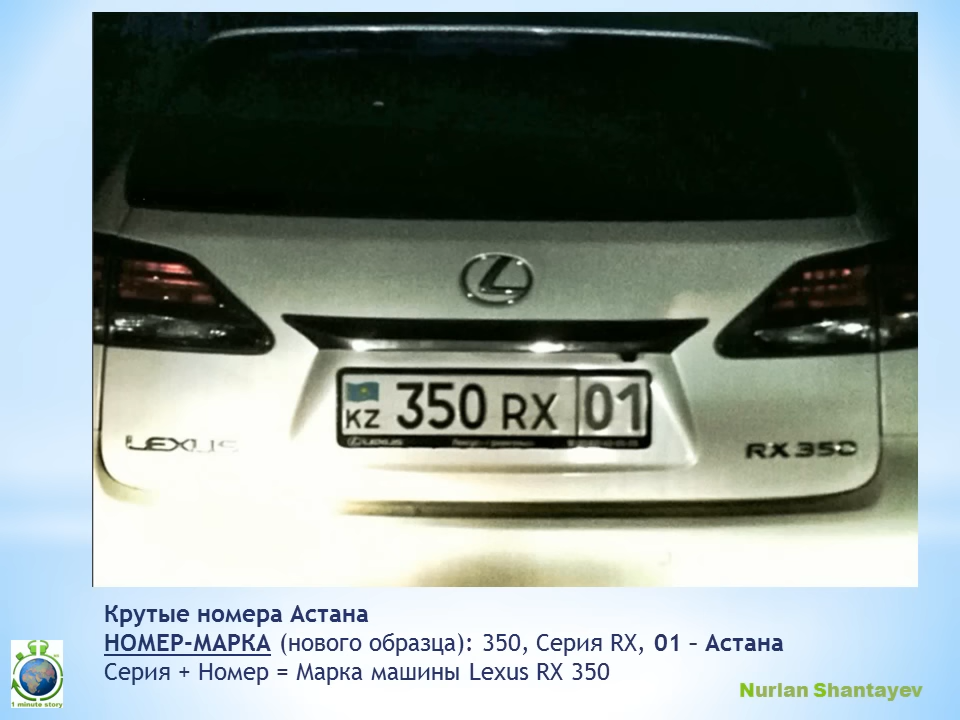 KZ 350 RX 01
LEXUS
LEXUS
RX 350
Крутые номера Астана
НОМЕР-МАРКА (нового образца): 350, Серия RX, 01 – Астана
Серия + Номер = Марка машины Lexus RX 350
1 minute story
Nurlan Shantayev